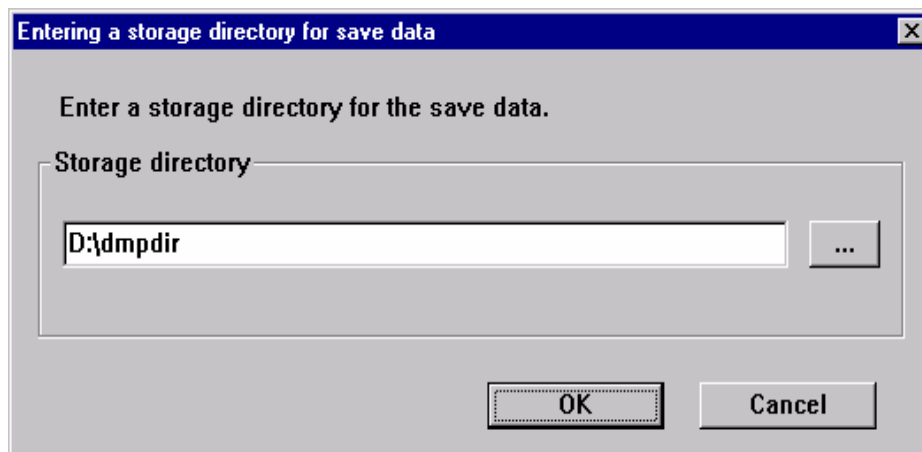 Entering a storage directory for save data
Enter a storage directory for the save data.
Storage directory
D:\dmpdir
...
OK
Cancel